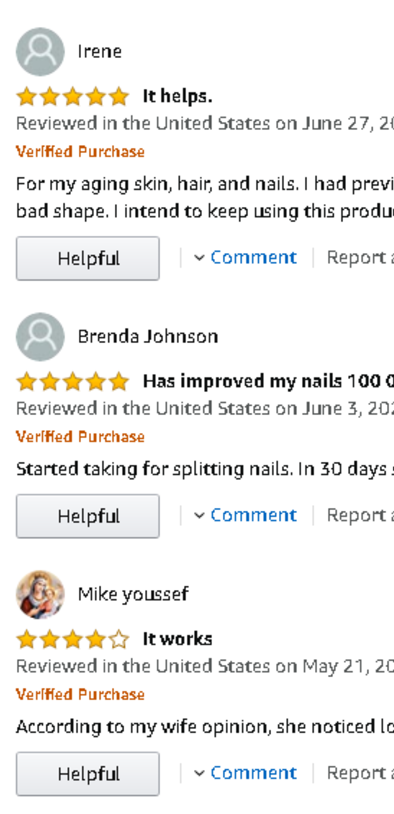 Irene
It helps.
Reviewed in the United States on June 27, 20
Verified Purchase
For my aging skin, hair, and nails. I had previ
bad shape. I intend to keep using this produ
Helpful
Comment
Report a
Brenda Johnson
Has improved my nails 100 0
Reviewed in the United States on June 3, 202
Verified Purchase
Started taking for splitting nails. In 30 days s
Helpful
Comment
Report a
Mike youssef
It works
Reviewed in the United States on May 21, 20
Verified Purchase
According to my wife opinion, she noticed lo
Helpful
Comment
Report a